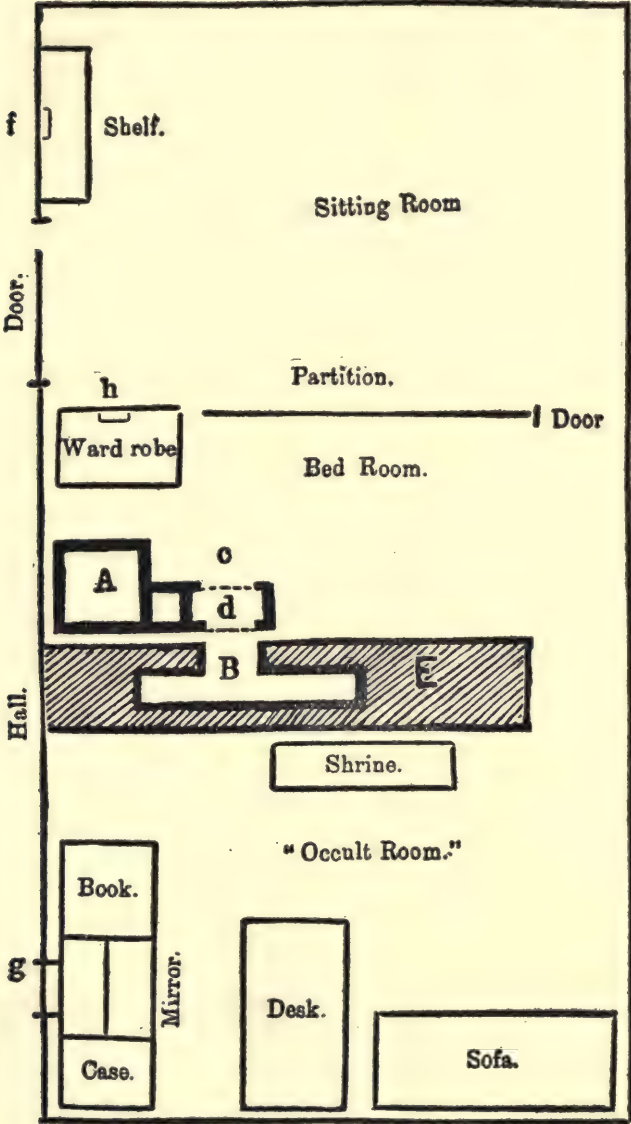 f
Shelf.
Sitting Room
Door.
Partition.
h
Door
Ward robe
Bed Room.
c
A
d
B
E
Hall.
Shrine.
"Occult Room."
Book.
g
Mirror.
Desk.
Case.
Sofa.